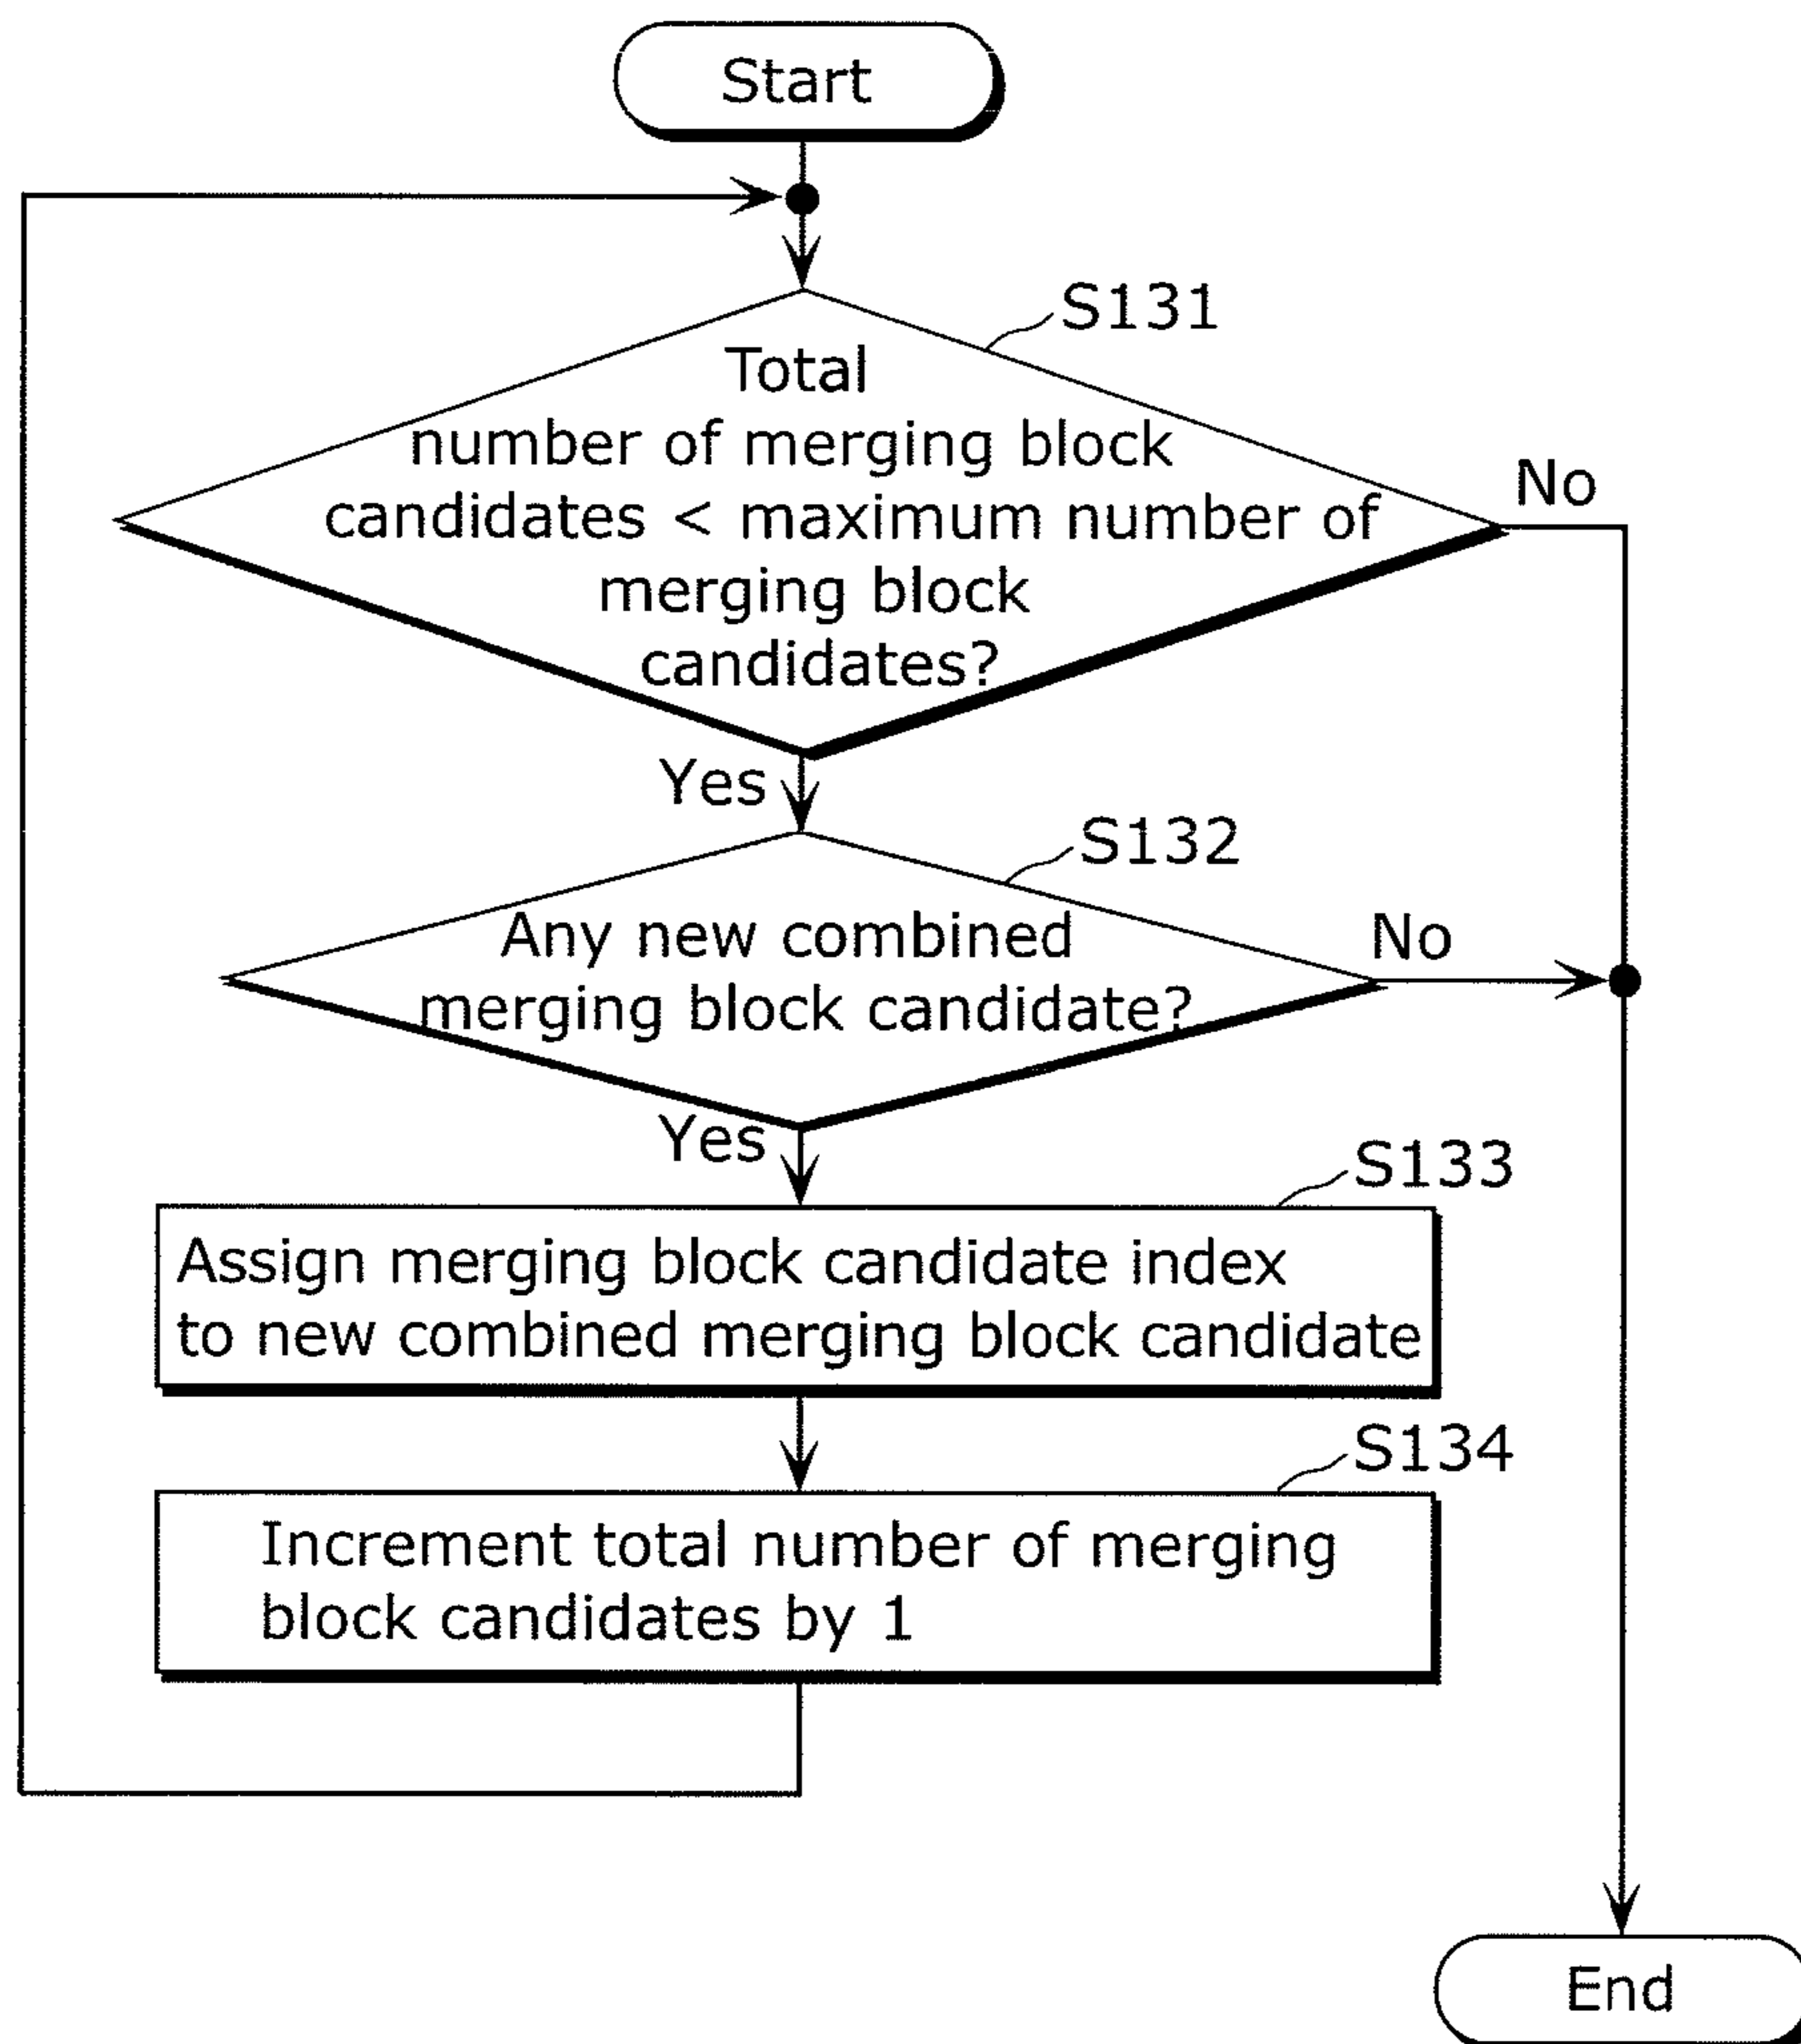 Start
S131
Total
number of merging block
candidates < maximum number of
merging block
candidates?
No
Yes
S132
Any new combined
merging block candidate?
No
Yes
S133
Assign merging block candidate index
to new combined merging block candidate
S134
Increment total number of merging
block candidates by 1
End